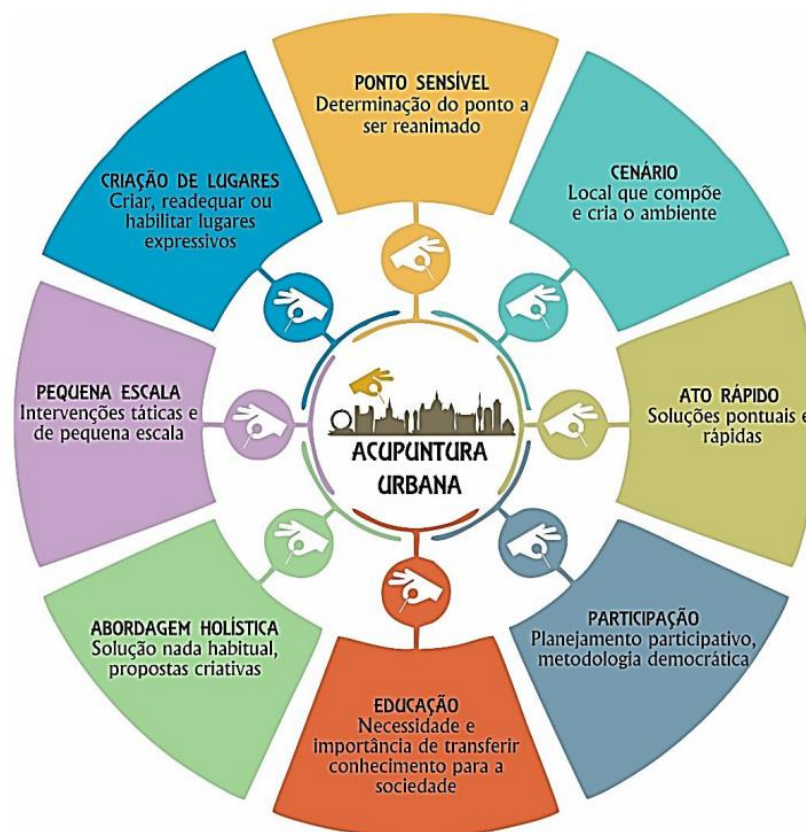 PONTO SENSÍVEL
Determinação do ponto a
ser reanimado
CENÁRIO
Local que compõe
e cria o ambiente
ATO RÁPIDO
Soluções pontuais e
rápidas
PARTICIPAÇÃO
Planejamento participativo,
metodologia democrática
EDUCAÇÃO
Necessidade e
importância de transferir
conhecimento para a
sociedade
ABORDAGEM HOLÍSTICA
Solução nada habitual,
propostas criativas
PEQUENA ESCALA
Intervenções táticas e
de pequena escala
CRIAÇÃO DE LUGARES
Criar, readequar ou
habilitar lugares
expressivos
ACUPUNTURA
URBANA